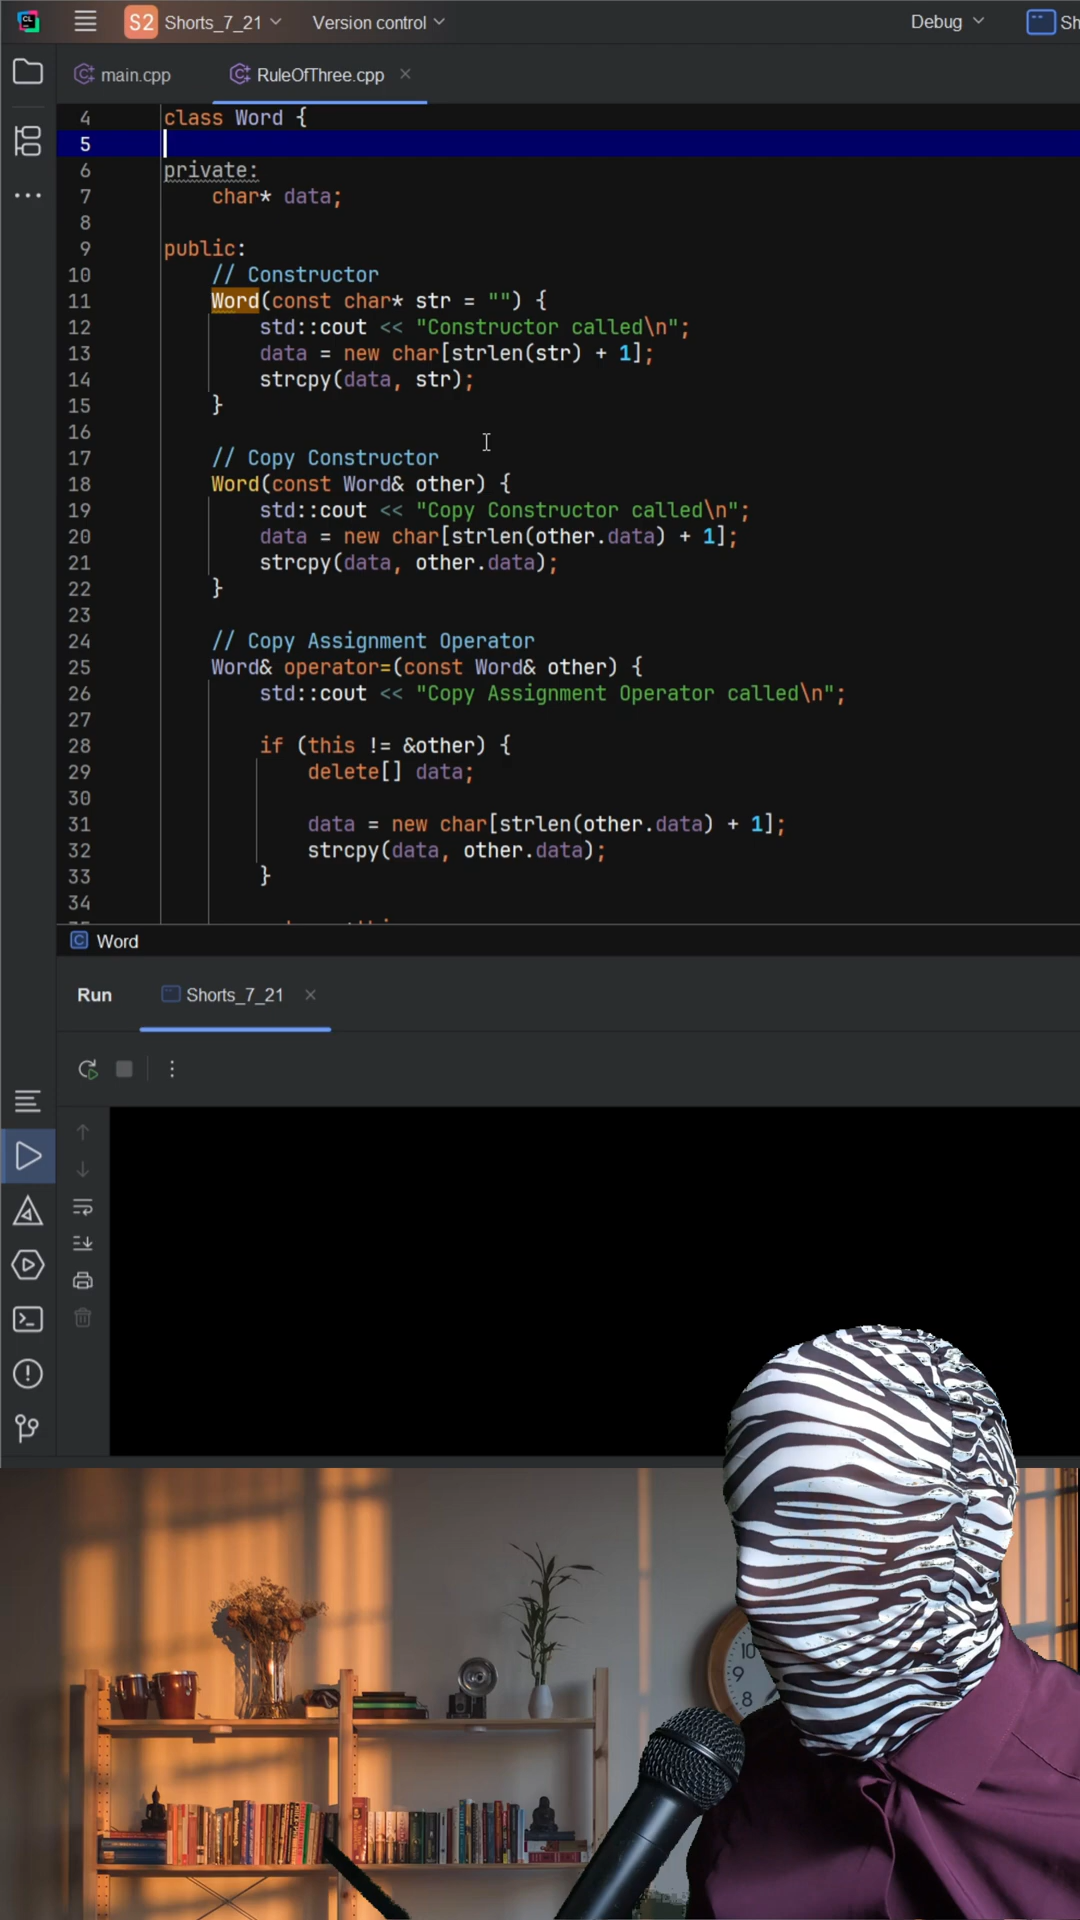 CL
S2 Shorts_7_21 Version control Debug Sh
main.cpp RuleOfThree.cpp
4 class Word {
5
6 private:
7 char* data;
8
9 public:
10 // Constructor
11 Word(const char* str = "") {
12 std::cout << "Constructor called\n";
13 data = new char[strlen(str) + 1];
14 strcpy(data, str);
15 }
16
17 // Copy Constructor
18 Word(const Word& other) {
19 std::cout << "Copy Constructor called\n";
20 data = new char[strlen(other.data) + 1];
21 strcpy(data, other.data);
22 }
23
24 // Copy Assignment Operator
25 Word& operator=(const Word& other) {
26 std::cout << "Copy Assignment Operator called\n";
27
28 if (this != &other) {
29 delete[] data;
30
31 data = new char[strlen(other.data) + 1];
32 strcpy(data, other.data);
33 }
34
C Word
Run Shorts_7_21
10
9
8